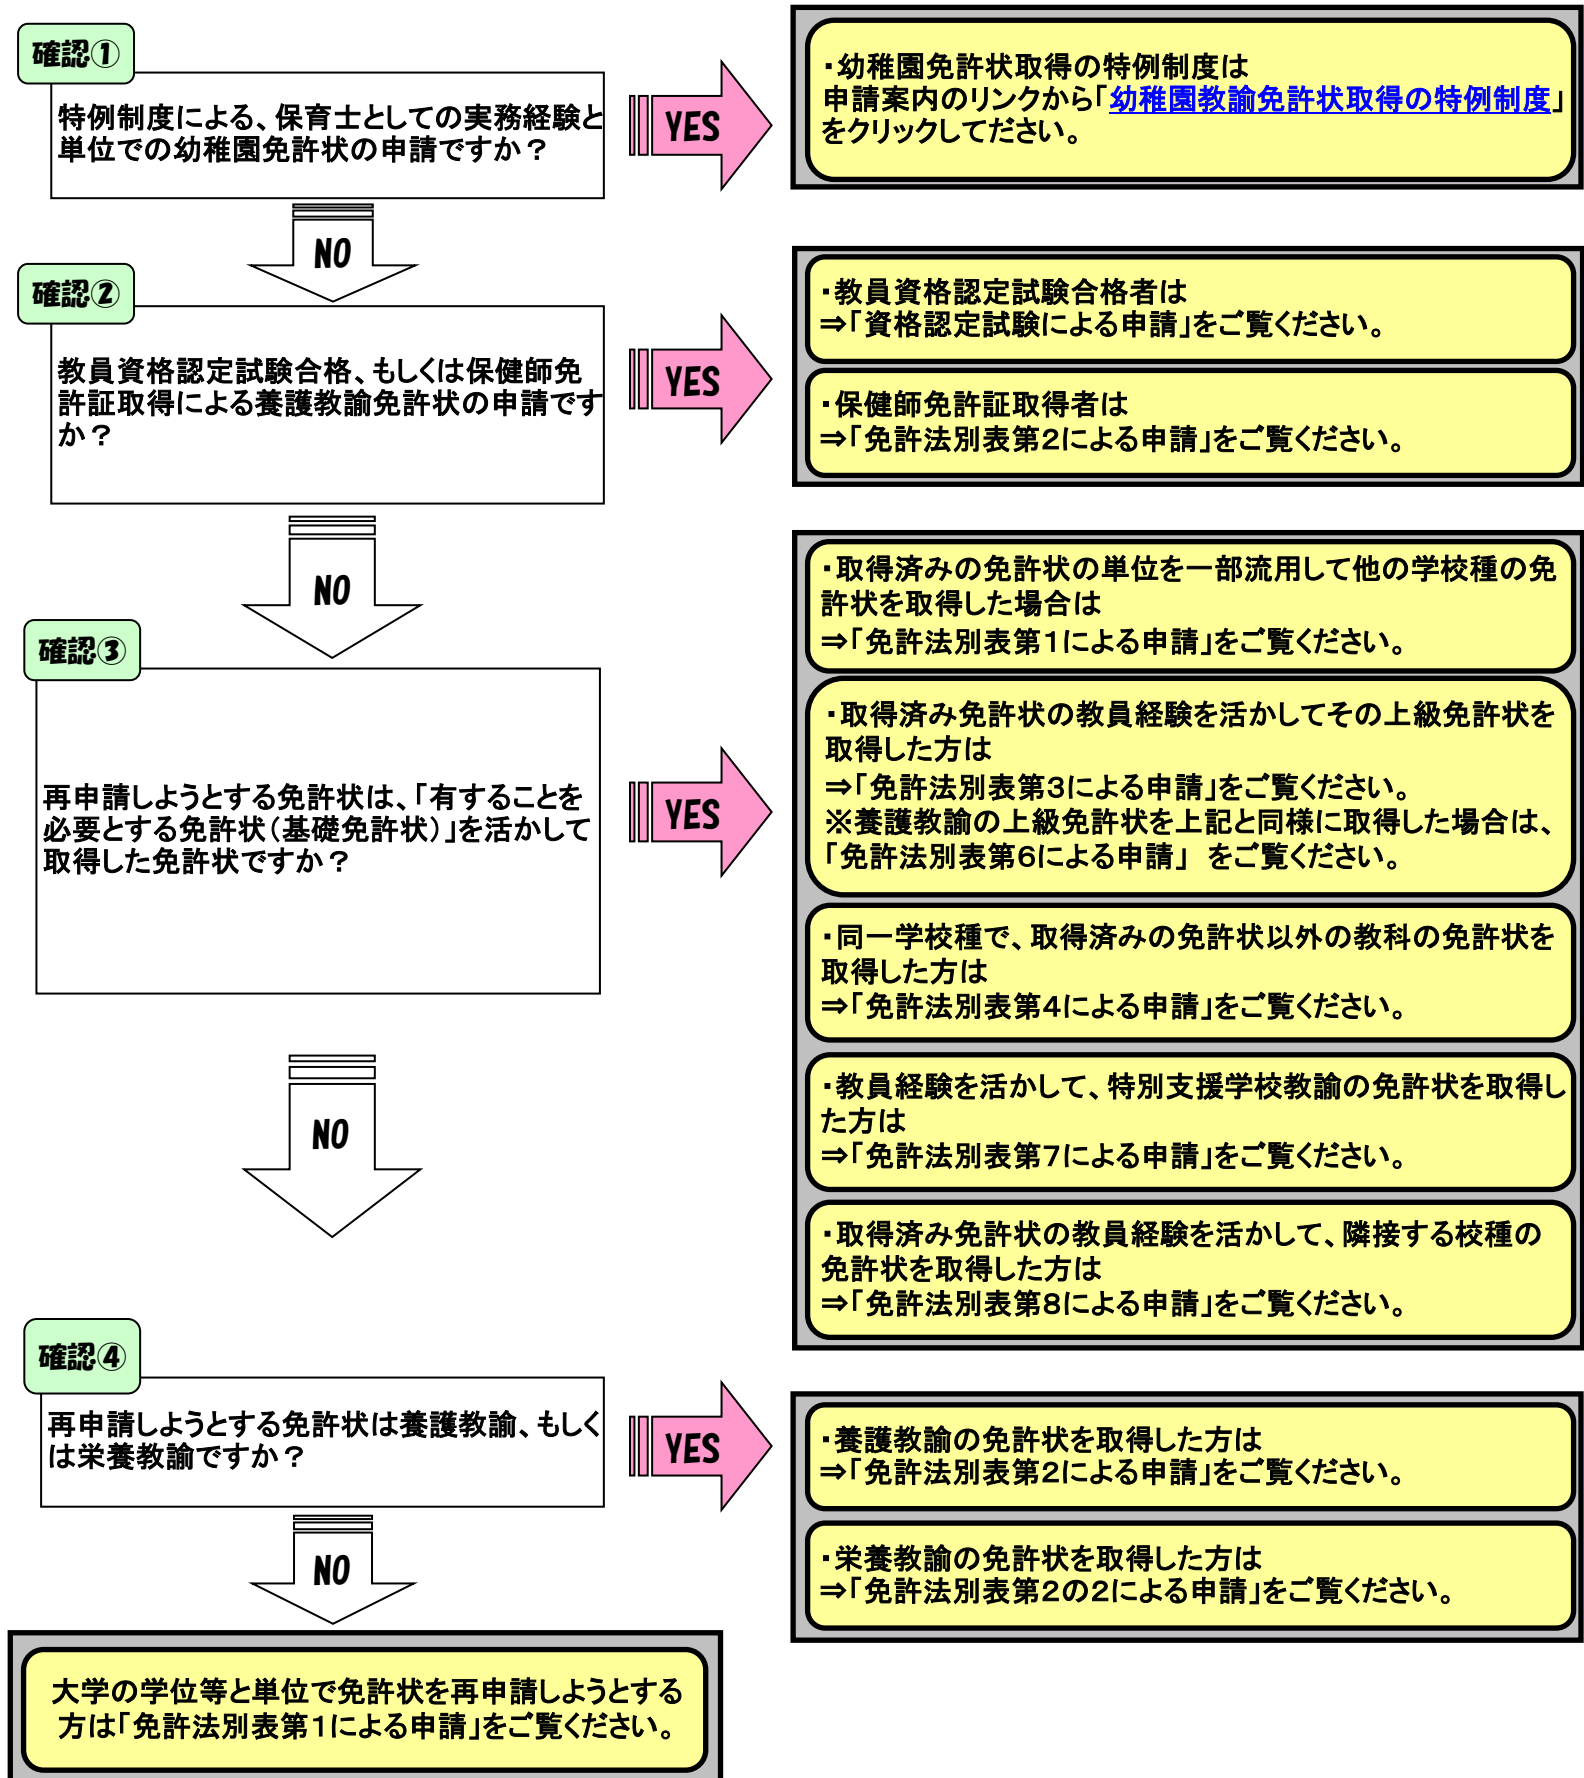 確認①
特例制度による、保育士としての実務経験と
単位での幼稚園免許状の申請ですか？
YES
・幼稚園免許状取得の特例制度は
申請案内のリンクから「幼稚園教諭免許状取得の特例制度」
をクリックしてださい。
NO
確認②
教員資格認定試験合格、もしくは保健師免
許証取得による養護教諭免許状の申請です
か？
YES
・教員資格認定試験合格者は
⇒「資格認定試験による申請」をご覧ください。
・保健師免許証取得者は
⇒「免許法別表第２による申請」をご覧ください。
NO
確認③
再申請しようとする免許状は、「有することを
必要とする免許状（基礎免許状）」を活かして
取得した免許状ですか？
YES
・取得済みの免許状の単位を一部流用して他の学校種の免
許状を取得した場合は
⇒「免許法別表第１による申請」をご覧ください。
・取得済み免許状の教員経験を活かしてその上級免許状を
取得した方は
⇒「免許法別表第３による申請」をご覧ください。
※養護教諭の上級免許状を上記と同様に取得した場合は、
「免許法別表第６による申請」 をご覧ください。
・同一学校種で、取得済みの免許状以外の教科の免許状を
取得した方は
⇒「免許法別表第４による申請」をご覧ください。
・教員経験を活かして、特別支援学校教諭の免許状を取得し
た方は
⇒「免許法別表第７による申請」をご覧ください。
・取得済み免許状の教員経験を活かして、隣接する校種の
免許状を取得した方は
⇒「免許法別表第８による申請」をご覧ください。
NO
確認④
再申請しようとする免許状は養護教諭、もしく
は栄養教諭ですか？
YES
・養護教諭の免許状を取得した方は
⇒「免許法別表第２による申請」をご覧ください。
・栄養教諭の免許状を取得した方は
⇒「免許法別表第２の２による申請」をご覧ください。
NO
大学の学位等と単位で免許状を再申請しようとする
方は「免許法別表第１による申請」をご覧ください。